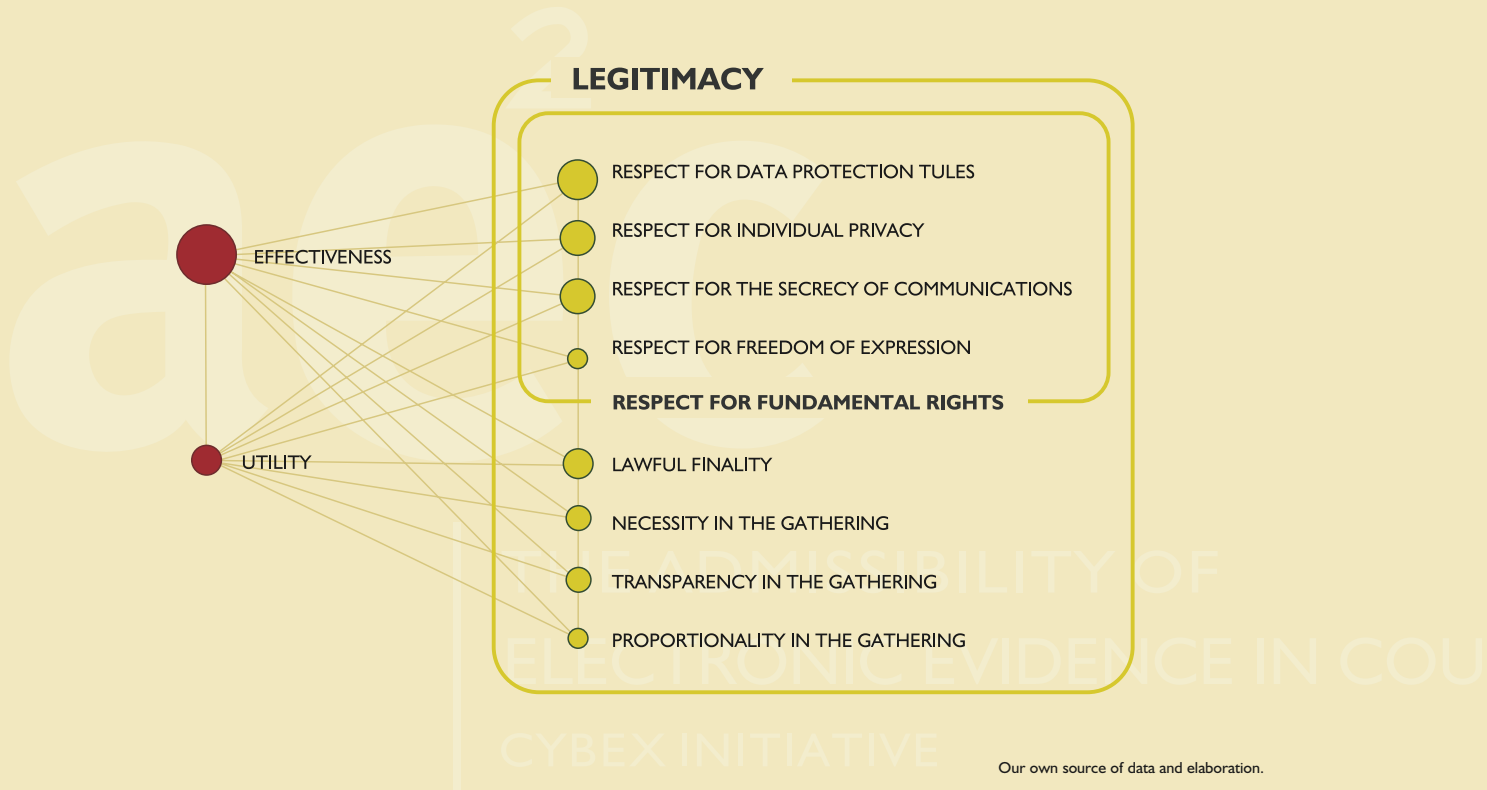 LEGITIMACY
RESPECT FOR DATA PROTECTION TULES
RESPECT FOR INDIVIDUAL PRIVACY
EFFECTIVENESS
RESPECT FOR THE SECRECY OF COMMUNICATIONS
RESPECT FOR FREEDOM OF EXPRESSION
RESPECT FOR FUNDAMENTAL RIGHTS
UTILITY
LAWFUL FINALITY
NECESSITY IN THE GATHERING
TRANSPARENCY IN THE GATHERING
PROPORTIONALITY IN THE GATHERING
aec2
THE ADMISSIBILITY OF
ELECTRONIC EVIDENCE IN COU
CYBEX INITIATIVE
Our own source of data and elaboration.